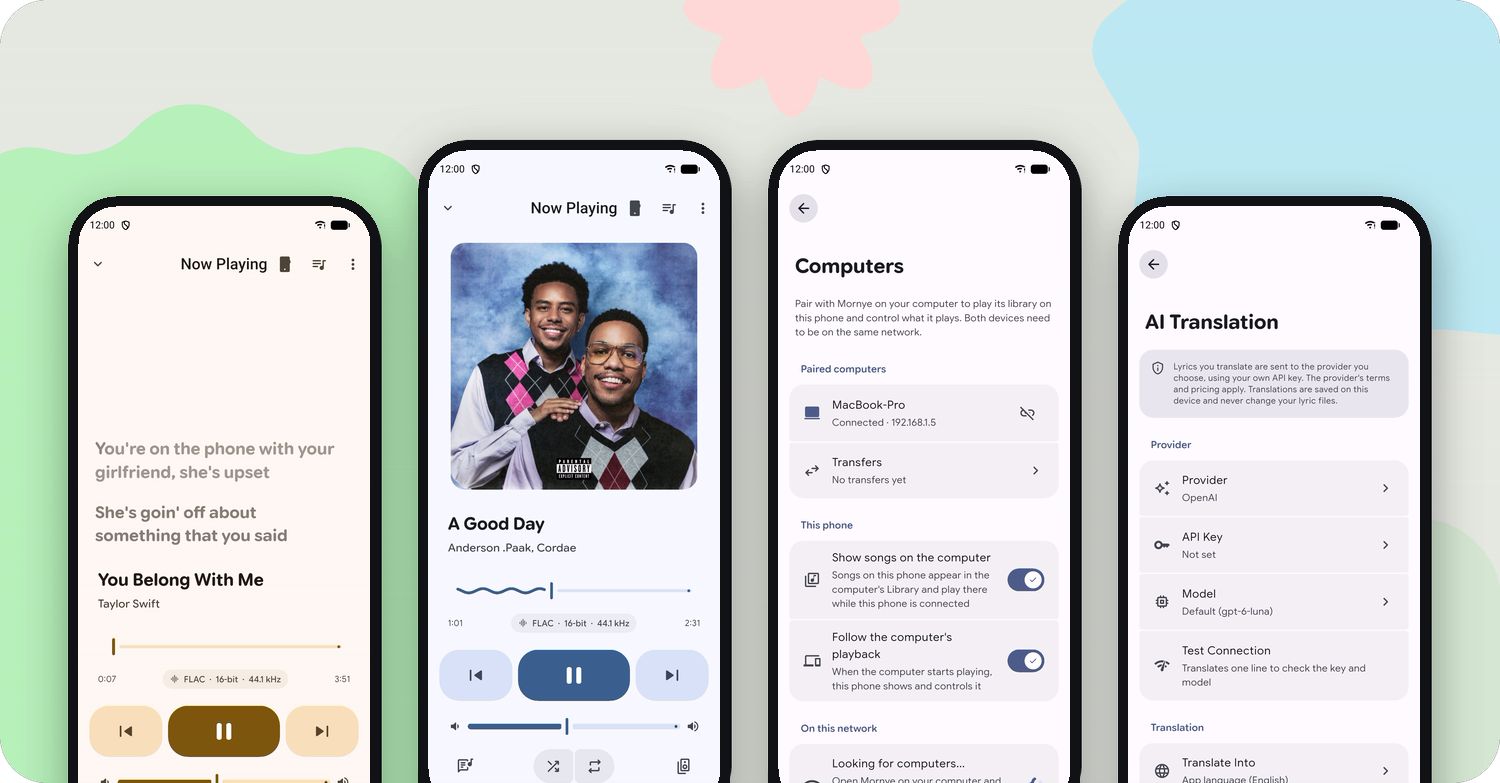 12:00
Now Playing
You're on the phone with your
girlfriend, she's upset
She's goin' off about
something that you said
You Belong With Me
Taylor Swift
0:07
FLAC · 16-bit · 44.1 kHz
3:51
12:00
Now Playing
PARENTAL
ADVISORY
EXPLICIT CONTENT
A Good Day
Anderson .Paak, Cordae
1:01
FLAC · 16-bit · 44.1 kHz
2:31
12:00
Computers
Pair with Mornye on your computer to play its library on
this phone and control what it plays. Both devices need
to be on the same network.
Paired computers
MacBook-Pro
Connected · 192.168.1.5
Transfers
No transfers yet
This phone
Show songs on the computer
Songs on this phone appear in the
computer's Library and play there
while this phone is connected
Follow the computer's
playback
When the computer starts playing,
this phone shows and controls it
On this network
Looking for computers...
Open Mornye on your computer and
12:00
AI Translation
Lyrics you translate are sent to the provider you
choose, using your own API key. The provider's terms
and pricing apply. Translations are saved on this
device and never change your lyric files.
Provider
Provider
OpenAI
API Key
Not set
Model
Default (gpt-6-luna)
Test Connection
Translates one line to check the key and
model
Translation
Translate Into
App language (English)